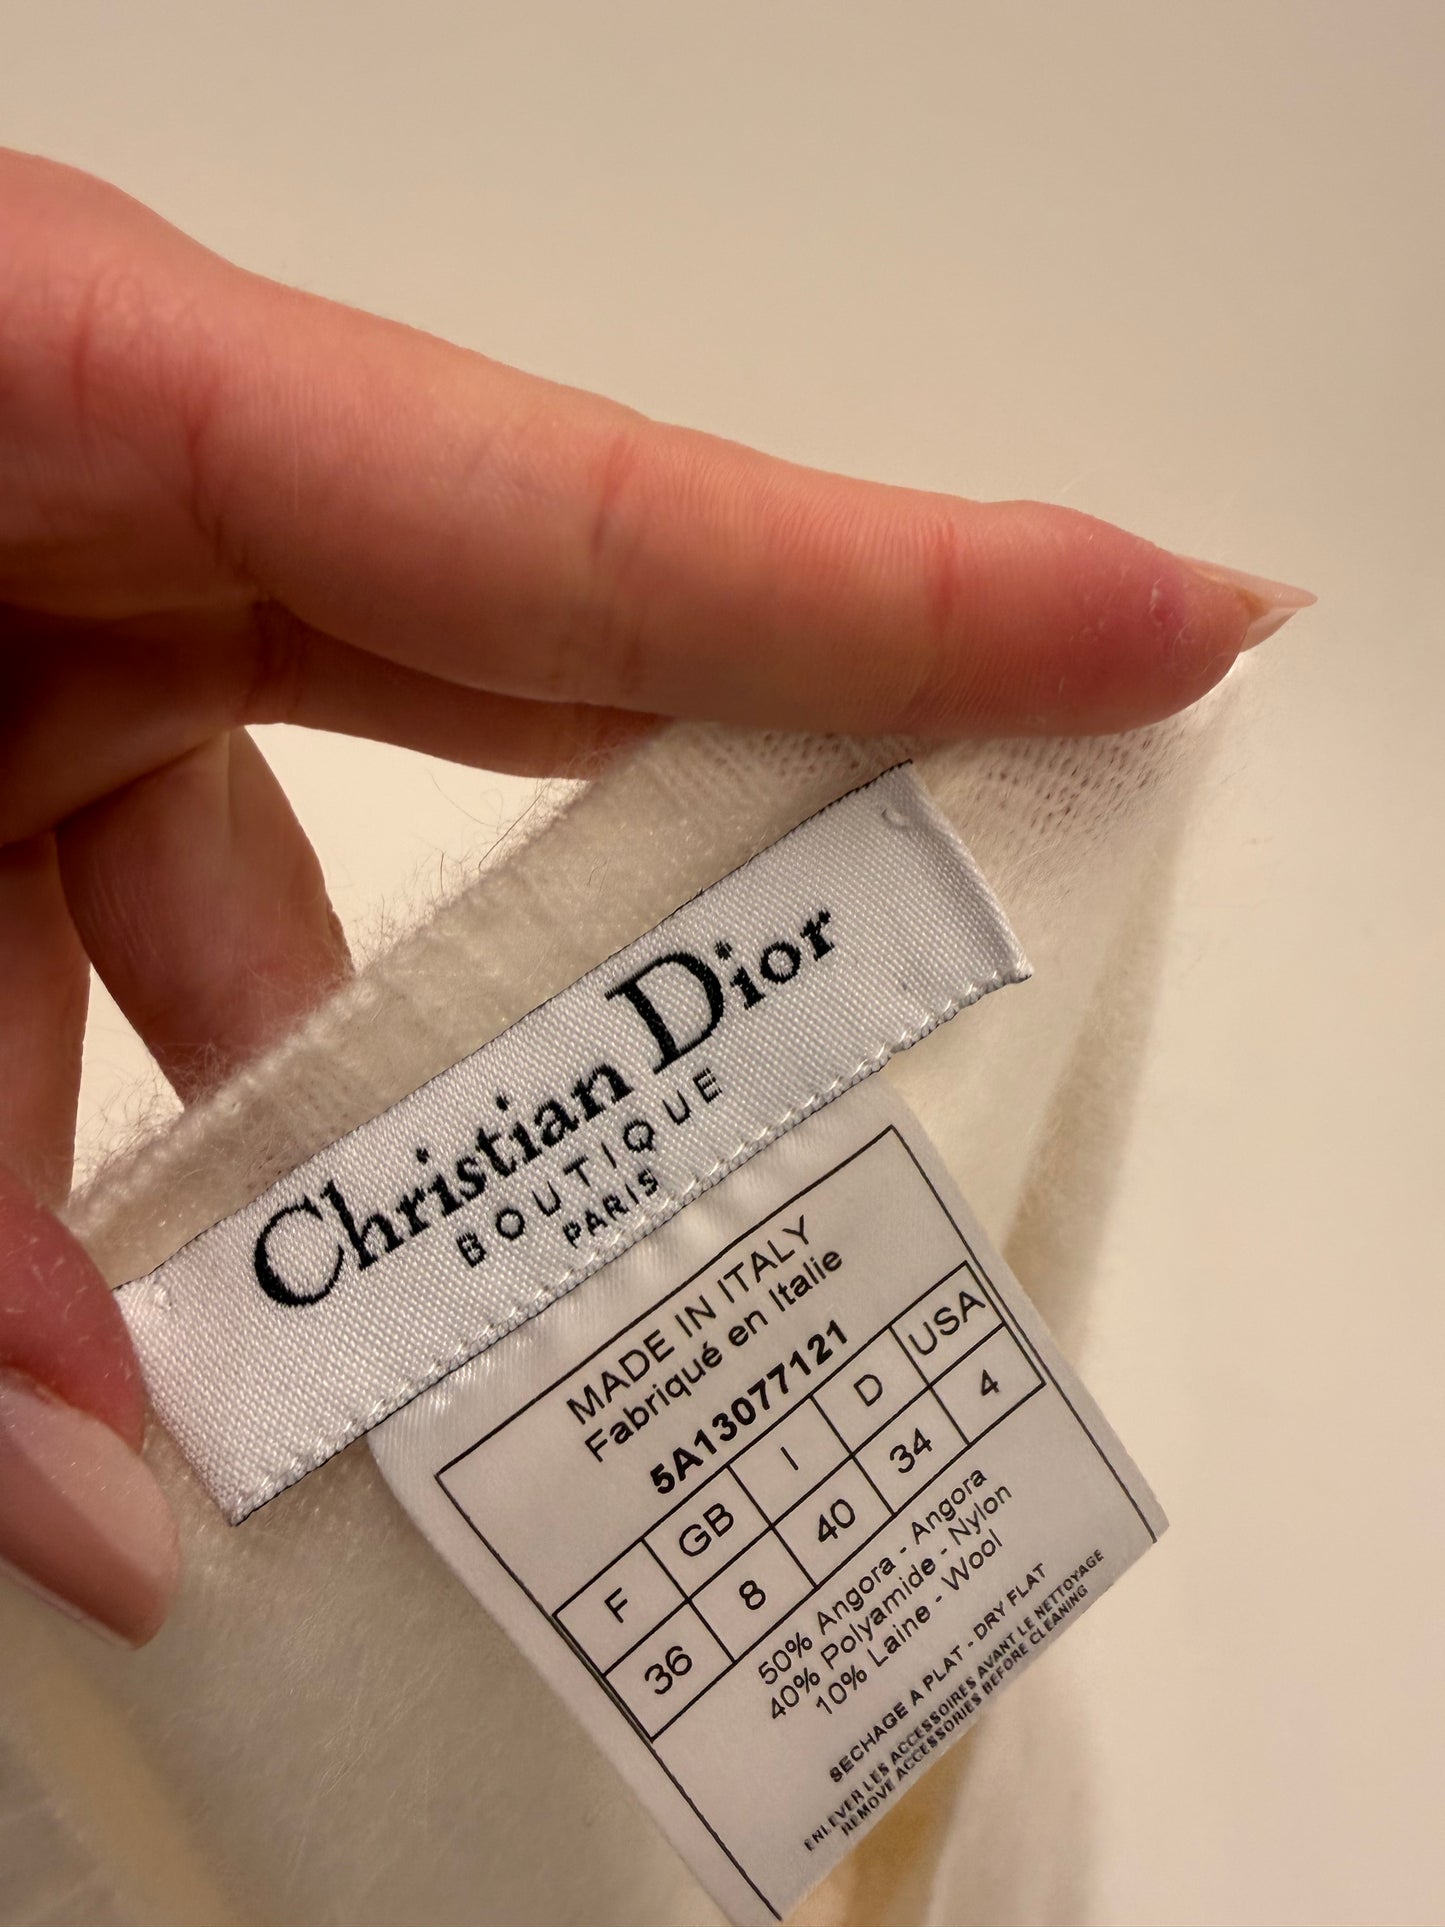 Christian Dior
BOUTIQUE
PARIS
MADE IN ITALY
Fabriqué en Italie
5A13077121
F GB I D USA
36 8 40 34 4
50% Angora - Angora
40% Polyamide - Nylon
10% Laine - Wool
SECHAGE A PLAT - DRY FLAT
ENLEVER LES ACCESSOIRES AVANT LE NETTOYAGE
REMOVE ACCESSORIES BEFORE CLEANING